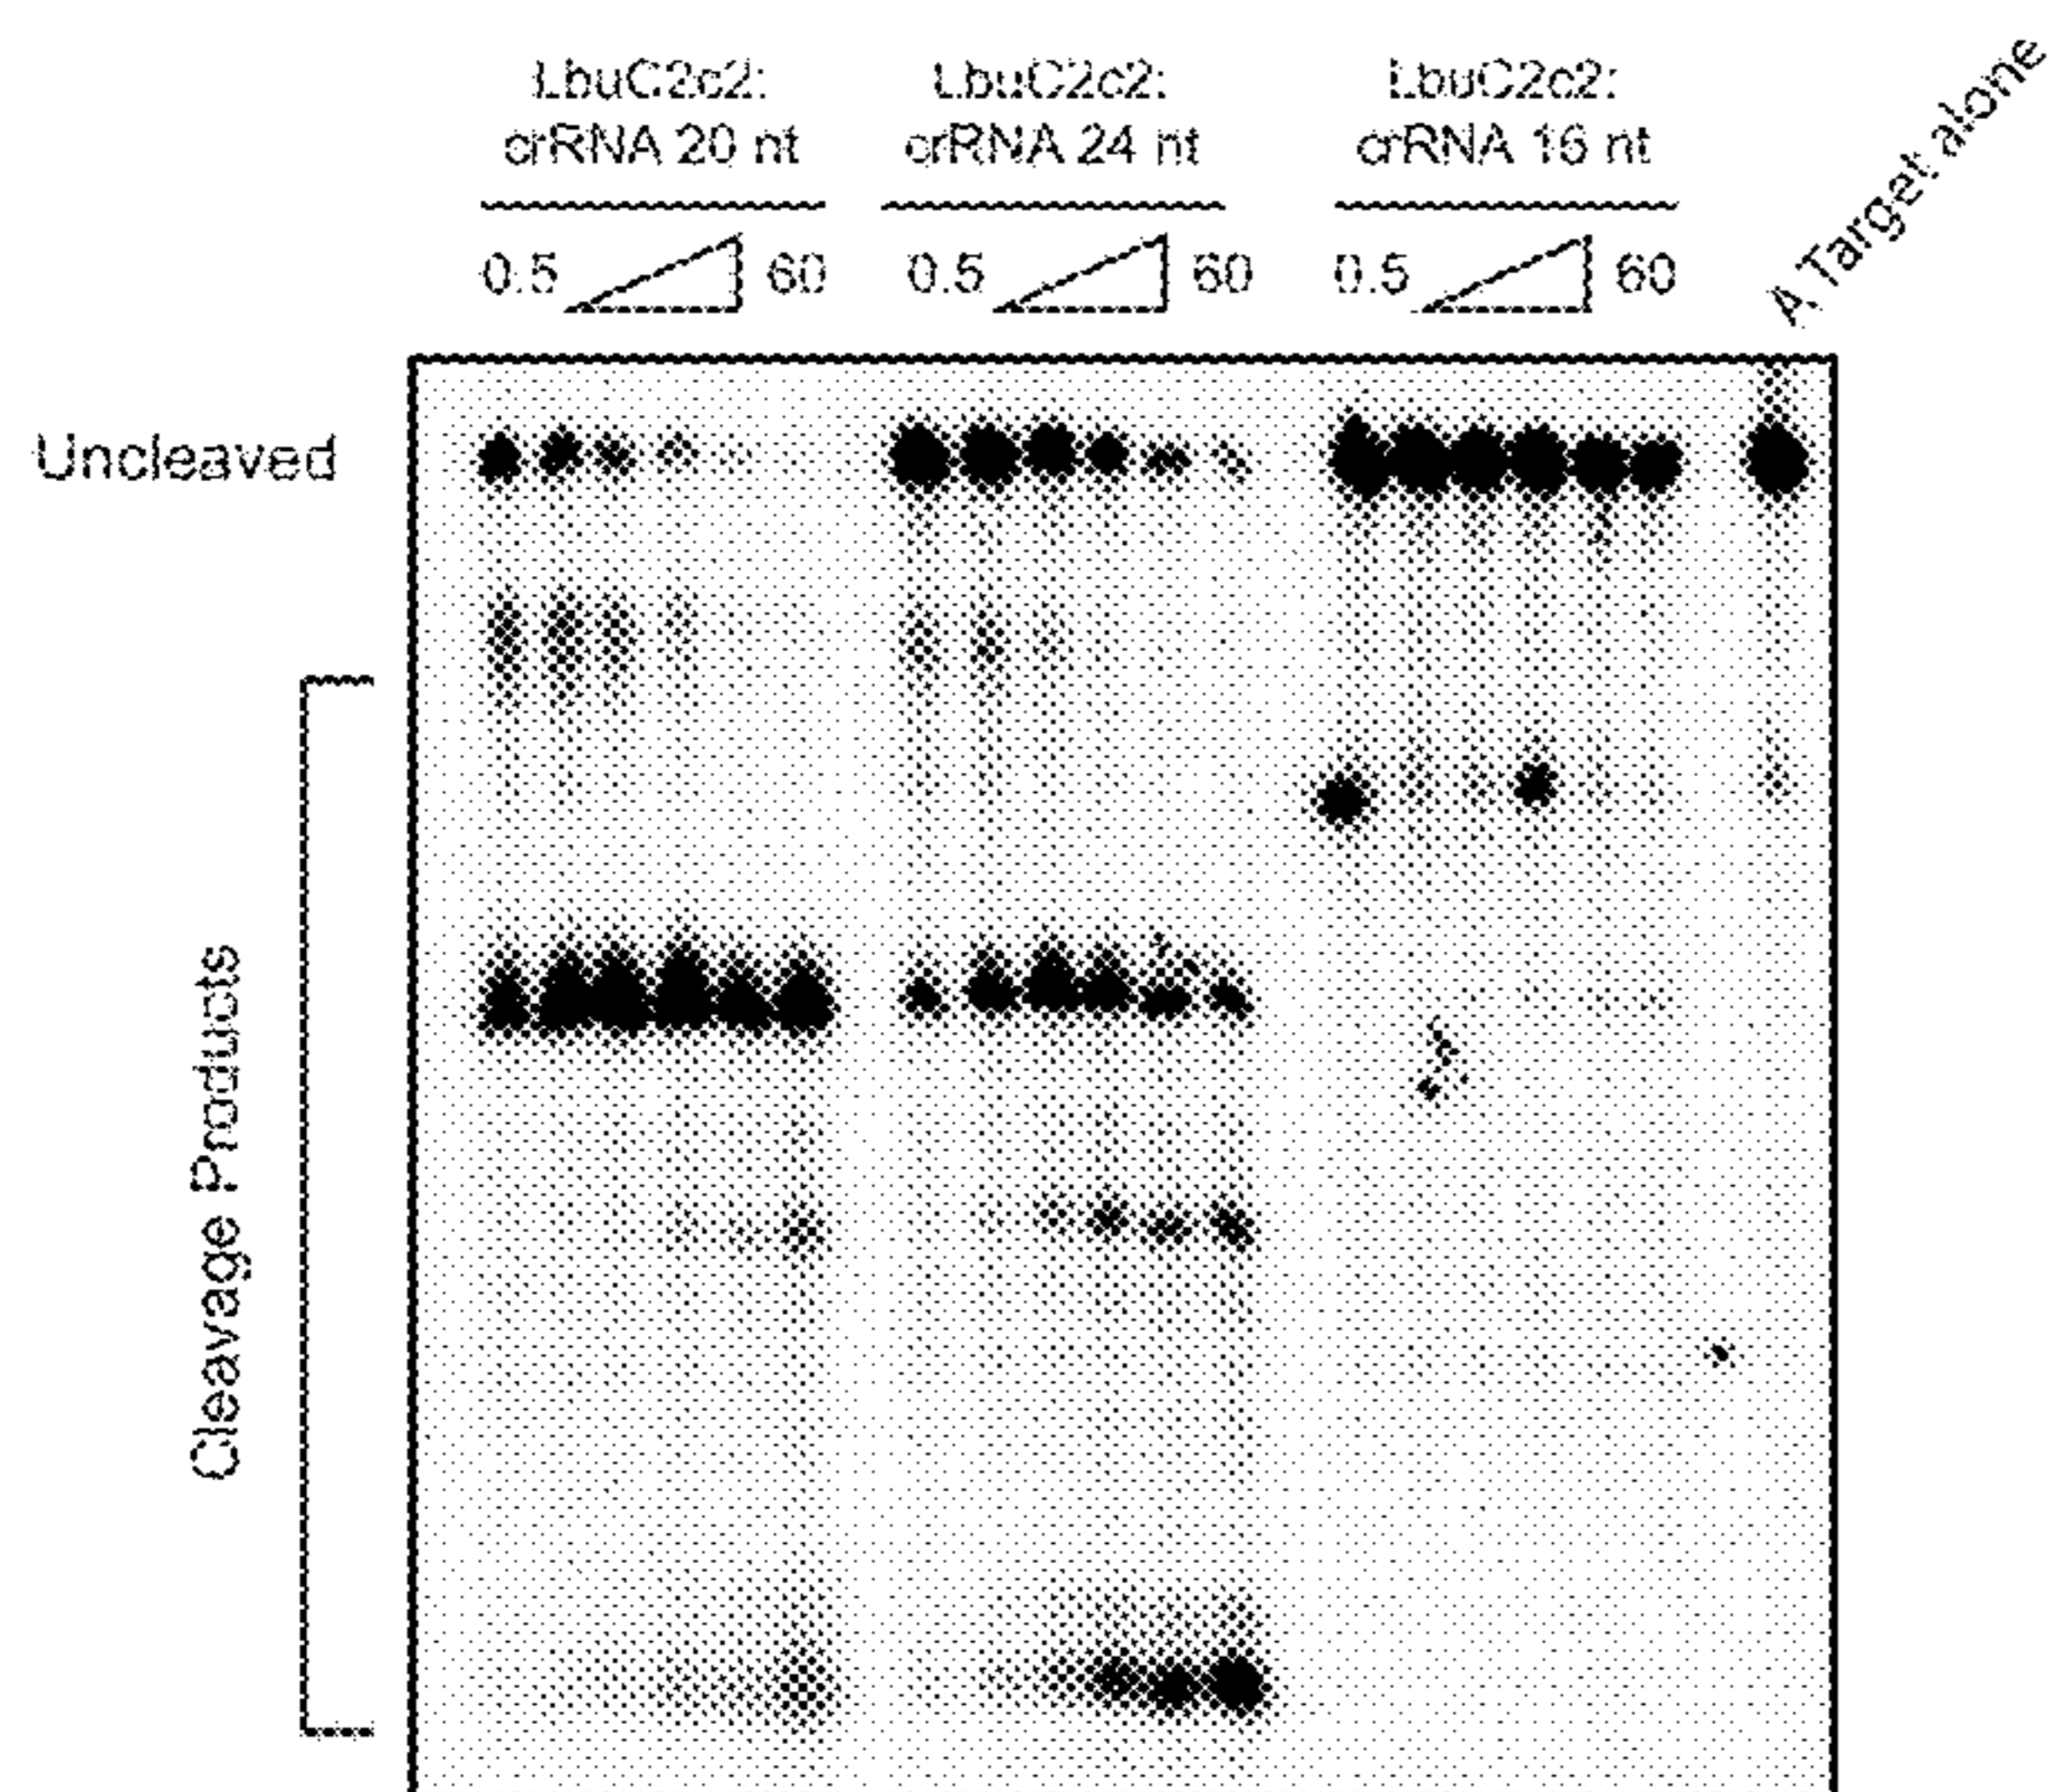 LbuC2c2:
crRNA 20 nt
LbuC2c2:
crRNA 24 nt
LbuC2c2:
crRNA 16 nt
A Target alone
0.5 60
0.5 60
0.5 60
Uncleaved
Cleavage Products